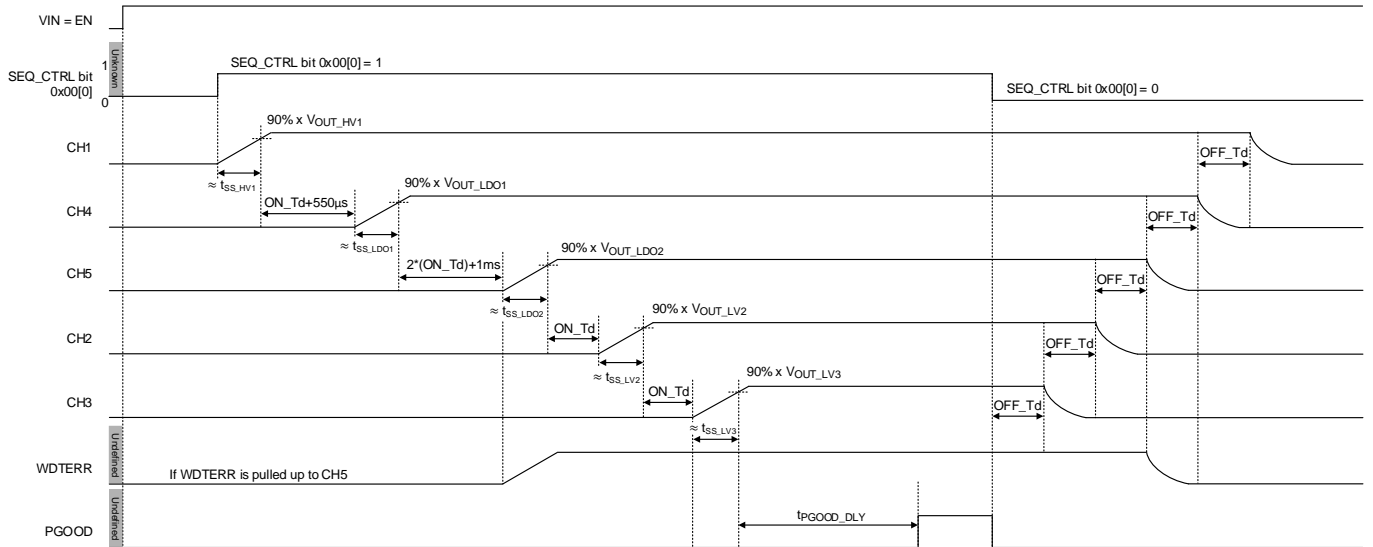 VIN = EN
Unknown
1
SEQ_CTRL bit 0x00[0] = 1
SEQ_CTRL bit
0x00[0]
0
SEQ_CTRL bit 0x00[0] = 0
90% x VOUT_HV1
CH1
OFF_Td
≈ tSS_HV1
90% x VOUT_LDO1
ON_Td+550µs
CH4
OFF_Td
≈ tSS_LDO1
90% x VOUT_LDO2
2*(ON_Td)+1ms
CH5
OFF_Td
≈ tSS_LDO2
90% x VOUT_LV2
ON_Td
CH2
OFF_Td
≈ tSS_LV2
90% x VOUT_LV3
ON_Td
CH3
OFF_Td
≈ tSS_LV3
Undefined
WDTERR
If WDTERR is pulled up to CH5
Undefined
tPGOOD_DLY
PGOOD